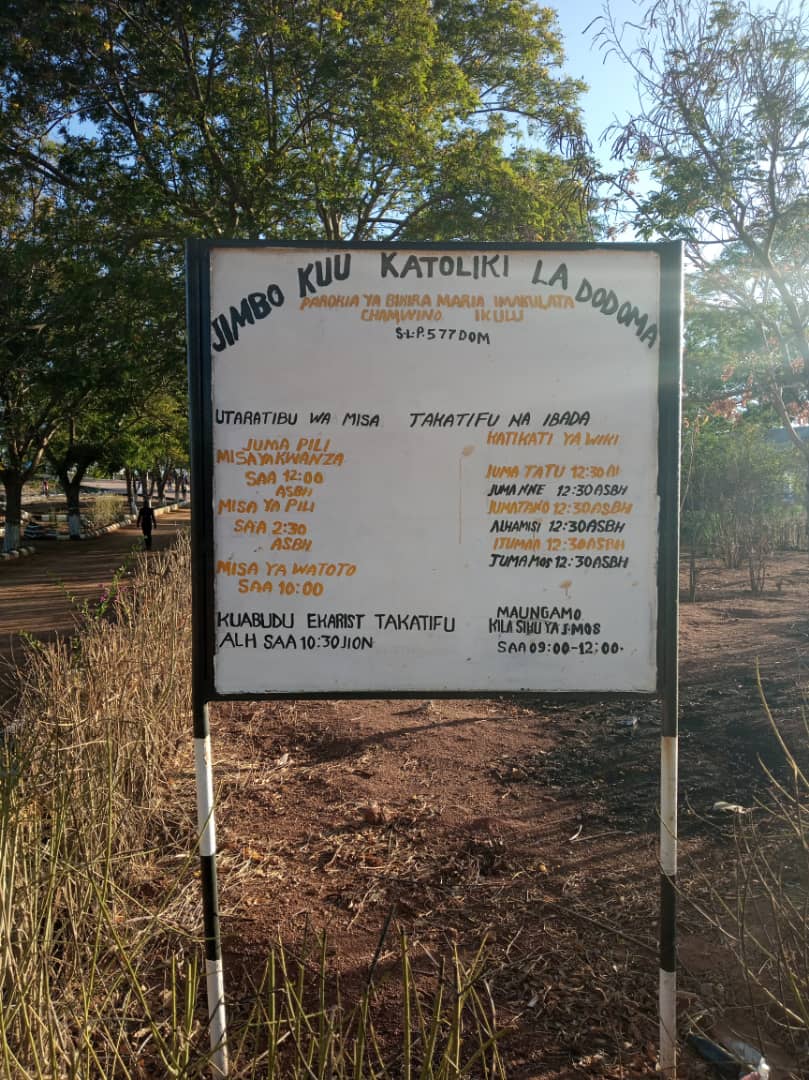 JIMBO KUU KATOLIKI LA DODOMA
PAROKIA YA BIKIRA MARIA IMAKULATA
CHAMWINO IKULU
S.L.P. 577 DOM
UTARATIBU WA MISA TAKATIFU NA IBADA
JUMA PILI
MISA YA KWANZA
SAA 12:00
ASBH
MISA YA PILI
SAA 2:30
ASBH
MISA YA WATOTO
SAA 10:00
KUABUDU EKARIST TAKATIFU
ALH SAA 10:30 JION
KATIKATI YA WIKI
JUMA TATU 12:30 A
JUMA NNE 12:30 ASBH
JUMATANO 12:30 ASBH
ALHAMISI 12:30 ASBH
IJUMAA 12:30 ASBH
JUMA MOS 12:30 ASBH
MAUNGAMO
KILA SIKU YA J.MOS
SAA 09:00-12:00.